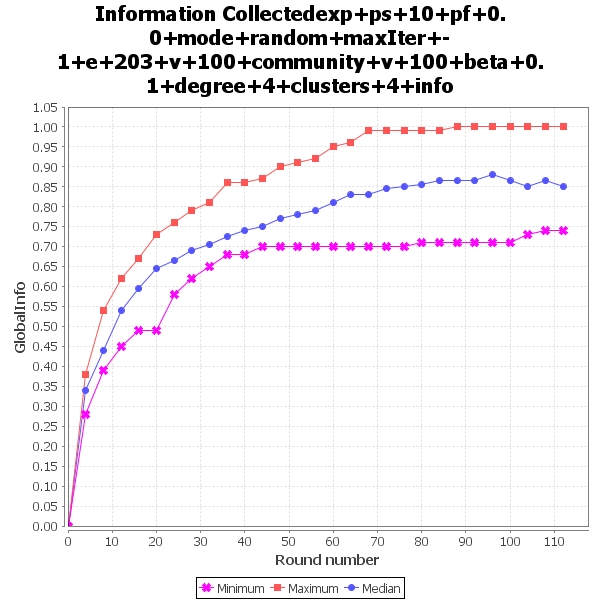 Information Collectedexp+ps+10+pf+0.
0+mode+random+maxIter+-
1+e+203+v+100+community+v+100+beta+0.
1+degree+4+clusters+4+info
GlobalInfo
1.05
1.00
0.95
0.90
0.85
0.80
0.75
0.70
0.65
0.60
0.55
0.50
0.45
0.40
0.35
0.30
0.25
0.20
0.15
0.10
0.05
0.00
0 10 20 30 40 50 60 70 80 90 100 110
Round number
Minimum Maximum Median